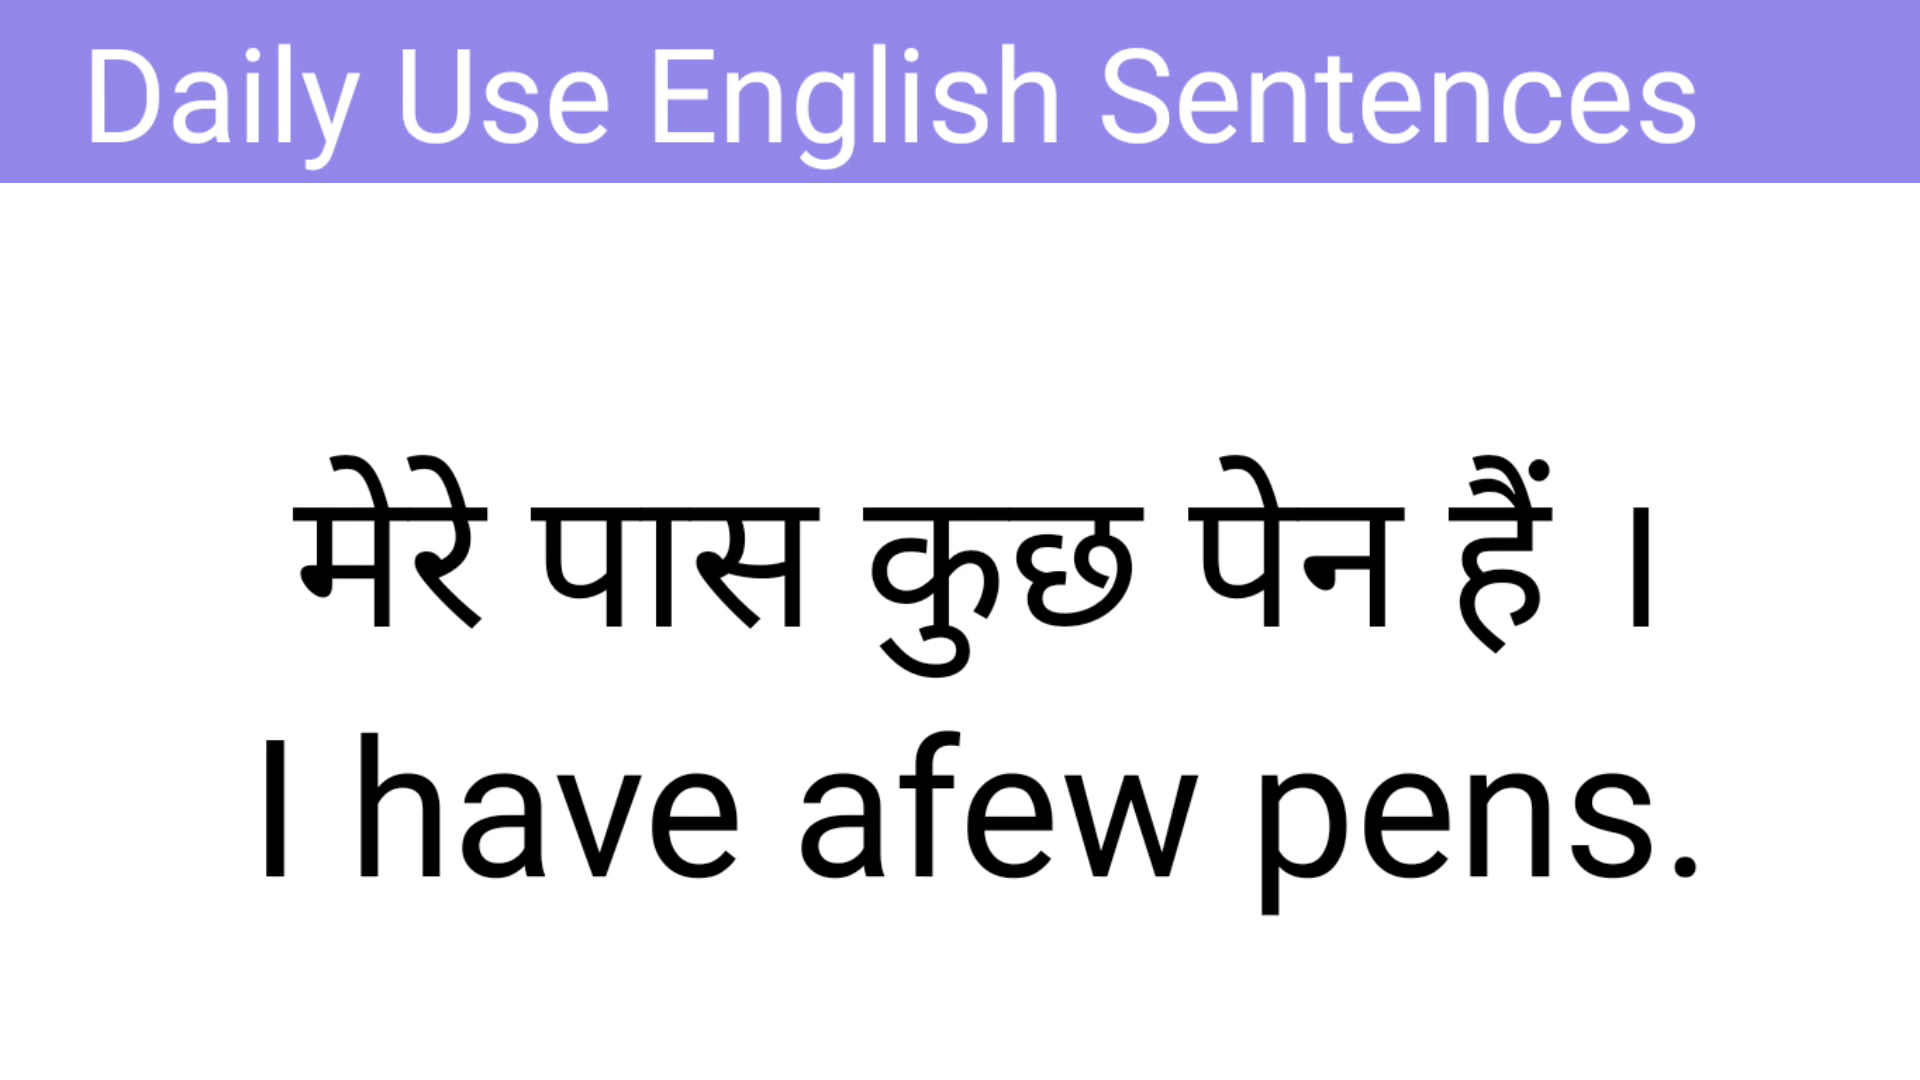 Daily Use English Sentences
मेरे पास कुछ पेन हैं ।
I have afew pens.